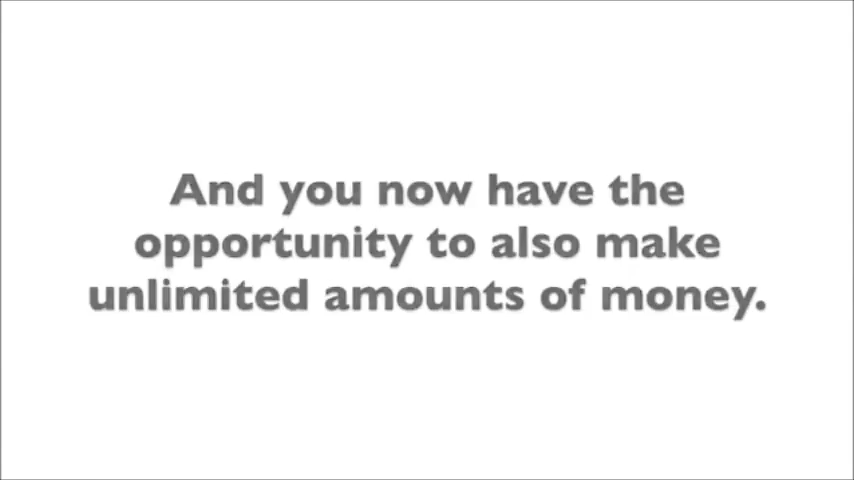 And you now have the
opportunity to also make
unlimited amounts of money.